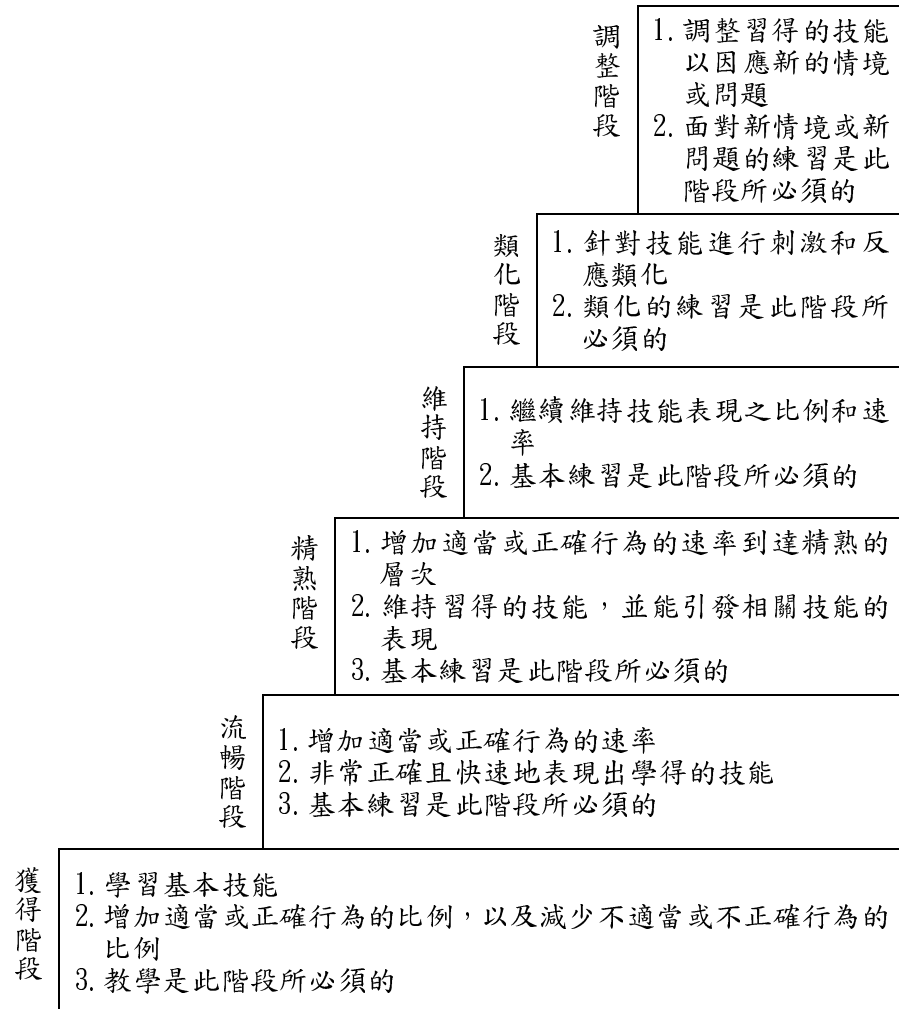 調整階段
1. 調整習得的技能
以因應新的情境
或問題
2. 面對新情境或新
問題的練習是此
階段所必須的
類化階段
1. 針對技能進行刺激和反
應類化
2. 類化的練習是此階段所
必須的
維持階段
1. 繼續維持技能表現之比例和速
率
2. 基本練習是此階段所必須的
精熟階段
1. 增加適當或正確行為的速率到達精熟的
層次
2. 維持習得的技能，並能引發相關技能的
表現
3. 基本練習是此階段所必須的
流暢階段
1. 增加適當或正確行為的速率
2. 非常正確且快速地表現出學得的技能
3. 基本練習是此階段所必須的
獲得階段
1. 學習基本技能
2. 增加適當或正確行為的比例，以及減少不適當或不正確行為的
比例
3. 教學是此階段所必須的